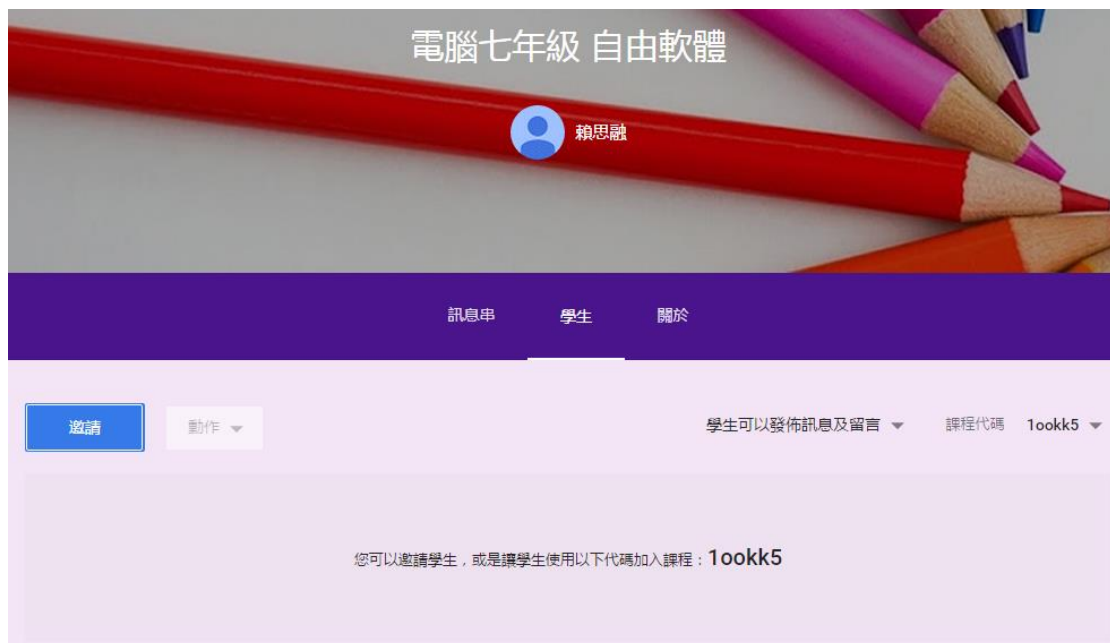 電腦七年級 自由軟體
賴思融
訊息串 學生 關於
邀請 動作 學生可以發佈訊息及留言 課程代碼 1ookk5
您可以邀請學生，或是讓學生使用以下代碼加入課程：1ookk5